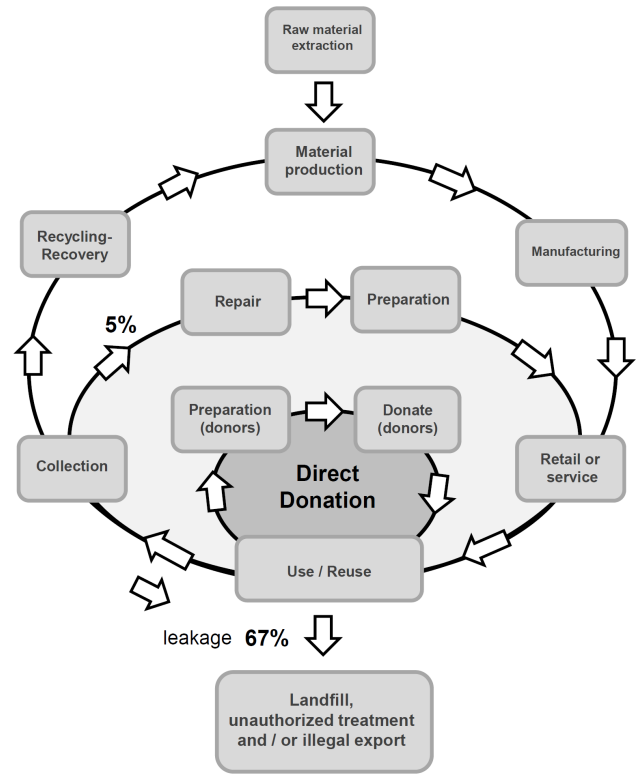 Raw material
extraction
Material
production
Recycling-
Recovery
Manufacturing
Repair
Preparation
5%
Preparation
(donors)
Donate
(donors)
Collection
Direct
Donation
Retail or
service
Use / Reuse
leakage 67%
Landfill,
unauthorized treatment
and / or illegal export